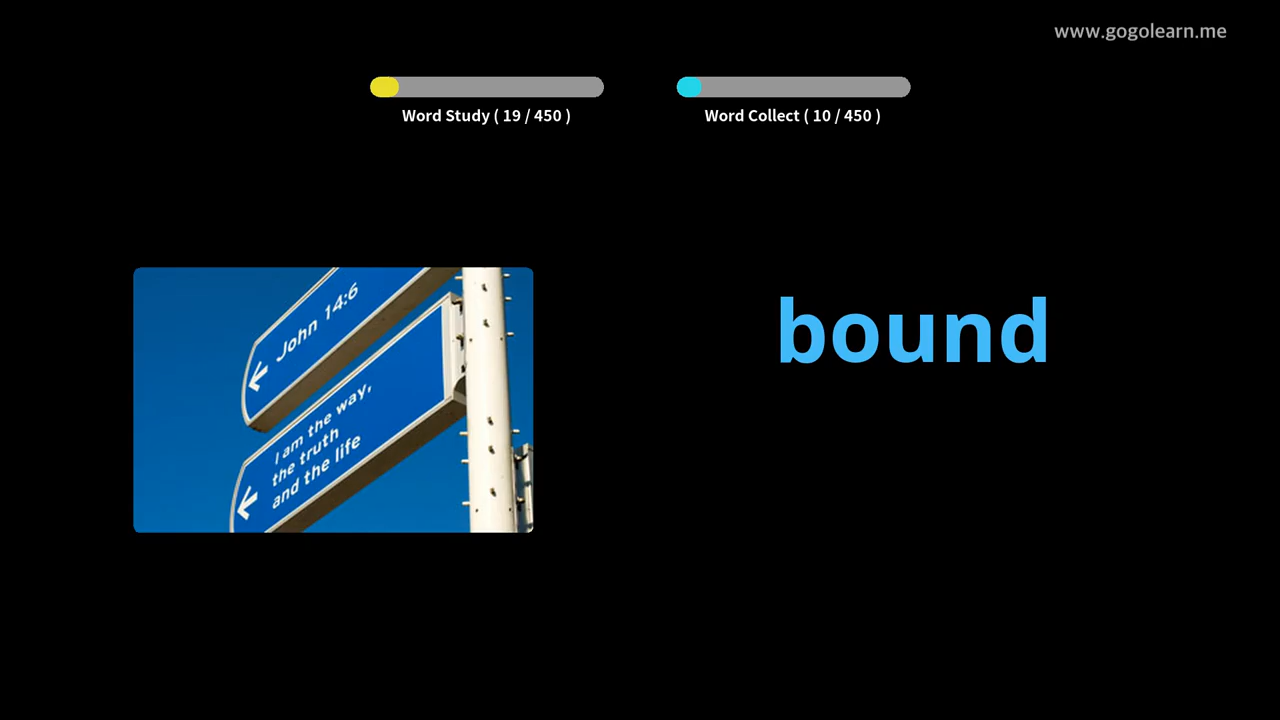 www.gogolearn.me
Word Study ( 19 / 450 )
Word Collect ( 10 / 450 )
John 14:6
I am the way,
the truth
and the life
bound